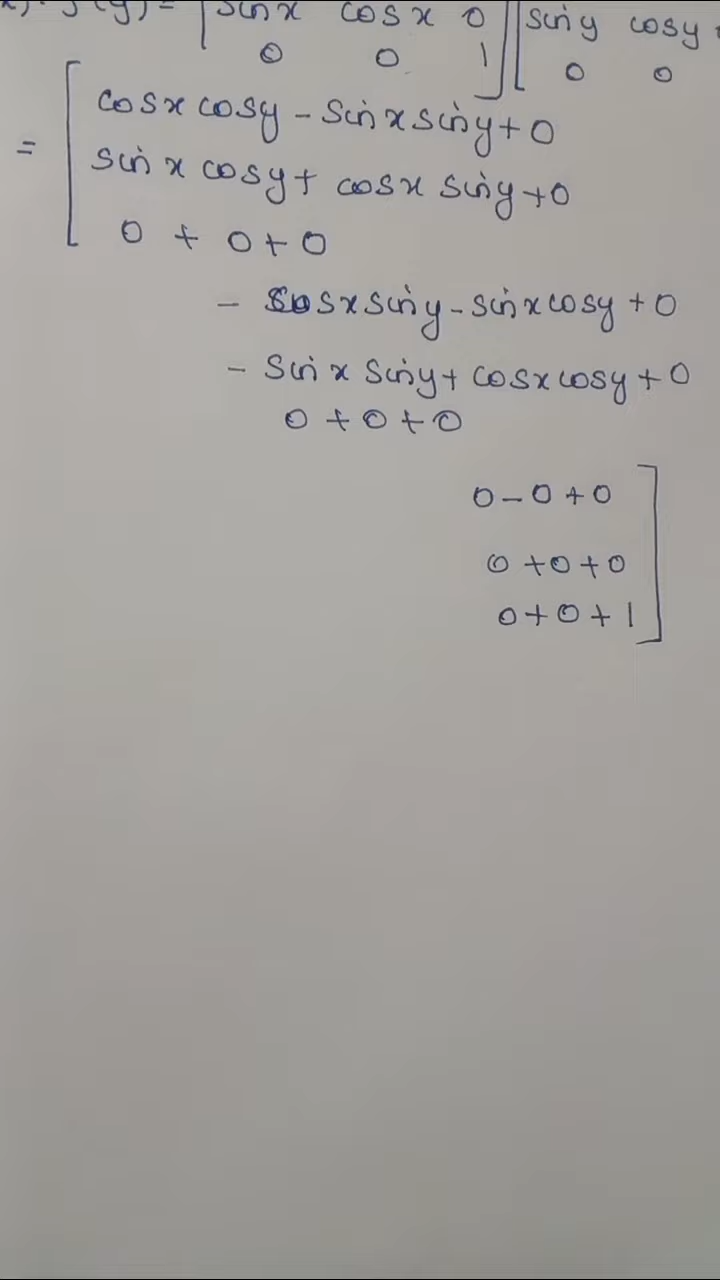 x). f(y) = sin x cos x 0 sin y cos y
0 0 1 0 0
= cos x cos y - sin x sin y + 0
sin x cos y + cos x sin y + 0
0 + 0 + 0
- cos x sin y - sin x cos y + 0
- sin x sin y + cos x cos y + 0
0 + 0 + 0
0 - 0 + 0
0 + 0 + 0
0 + 0 + 1